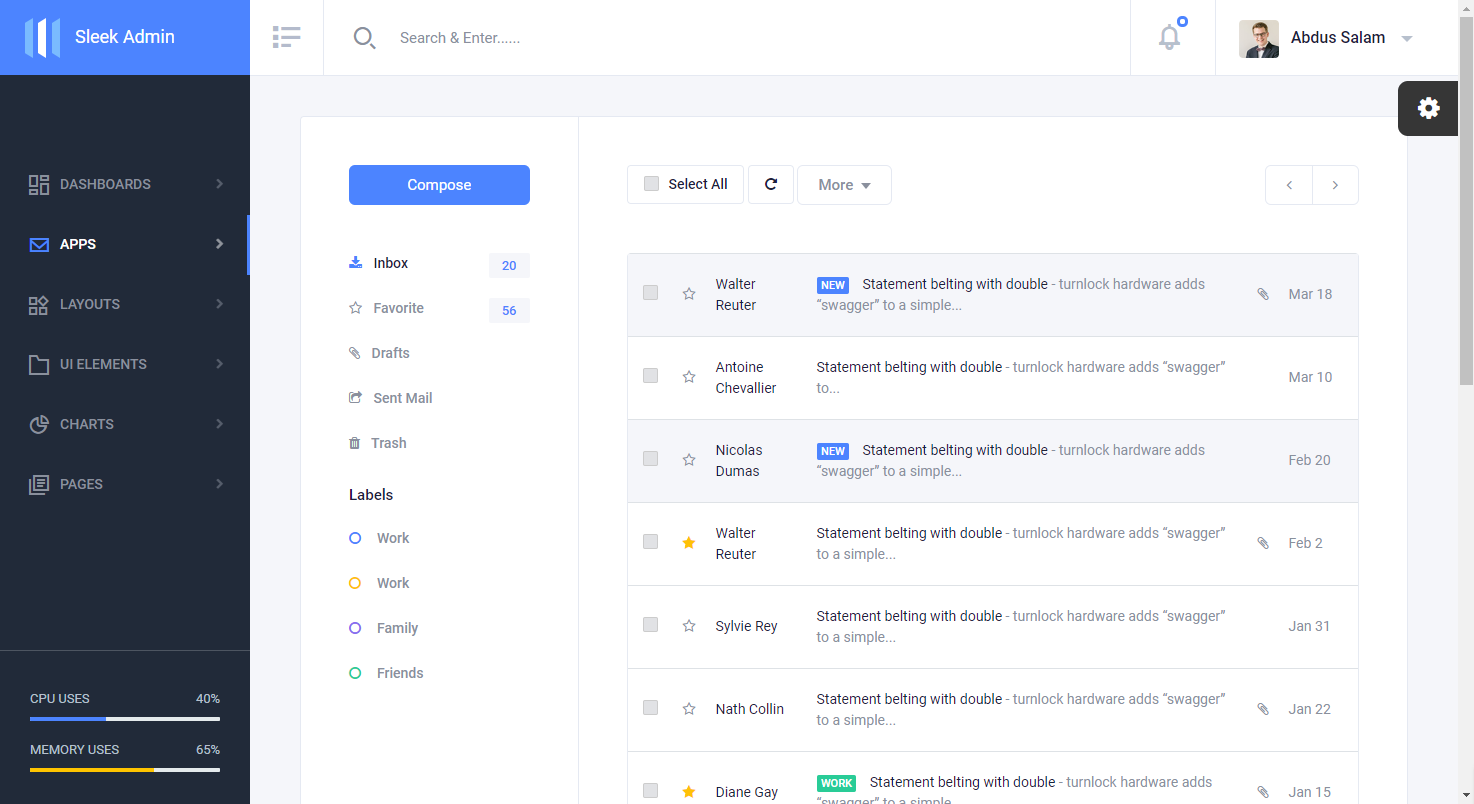 Sleek Admin
Search & Enter......
Abdus Salam
DASHBOARDS
APPS
LAYOUTS
UI ELEMENTS
CHARTS
PAGES
CPU USES 40%
MEMORY USES 65%
Compose
Inbox 20
Favorite 56
Drafts
Sent Mail
Trash
Labels
Work
Work
Family
Friends
Select All
More
Walter
Reuter
NEW Statement belting with double - turnlock hardware adds
“swagger” to a simple...
Mar 18
Antoine
Chevallier
Statement belting with double - turnlock hardware adds “swagger”
to...
Mar 10
Nicolas
Dumas
NEW Statement belting with double - turnlock hardware adds
“swagger” to a simple...
Feb 20
Walter
Reuter
Statement belting with double - turnlock hardware adds “swagger”
to a simple...
Feb 2
Sylvie Rey
Statement belting with double - turnlock hardware adds “swagger”
to a simple...
Jan 31
Nath Collin
Statement belting with double - turnlock hardware adds “swagger”
to a simple...
Jan 22
Diane Gay
WORK Statement belting with double - turnlock hardware adds
“swagger” to a simple...
Jan 15